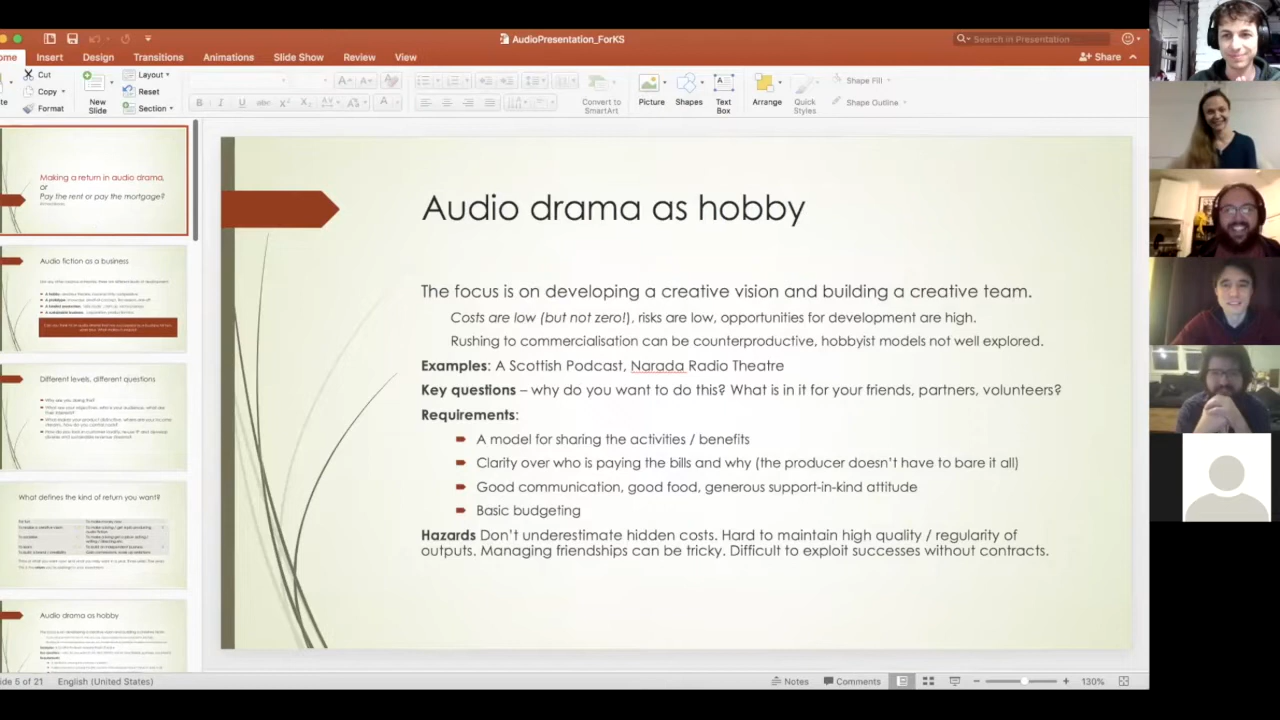 AudioPresentation_ForKS
Search in Presentation
Insert Design Transitions Animations Slide Show Review View
Share
Cut
Copy
Format
New
Slide
Layout
Reset
Section
Convert to
SmartArt
Picture
Shapes
Text
Box
Arrange
Quick
Styles
Shape Fill
Shape Outline
Making a return in audio drama,
or
Pay the rent or pay the mortgage?
Audio fiction as a business
Different levels, different questions
Why are you doing this?
What defines the kind of return you want?
Audio drama as hobby
Audio drama as hobby
The focus is on developing a creative vision and building a creative team.
Costs are low (but not zero!), risks are low, opportunities for development are high.
Rushing to commercialisation can be counterproductive, hobbyist models not well explored.
Examples: A Scottish Podcast, Narada Radio Theatre
Key questions – why do you want to do this? What is in it for your friends, partners, volunteers?
Requirements:
A model for sharing the activities / benefits
Clarity over who is paying the bills and why (the producer doesn't have to bare it all)
Good communication, good food, generous support-in-kind attitude
Basic budgeting
Hazards Don't underestimate hidden costs. Hard to maintain high quality / regularity of
outputs. Managing friendships can be tricky. Difficult to exploit successes without contracts.
5 of 21 English (United States)
Notes Comments 130%